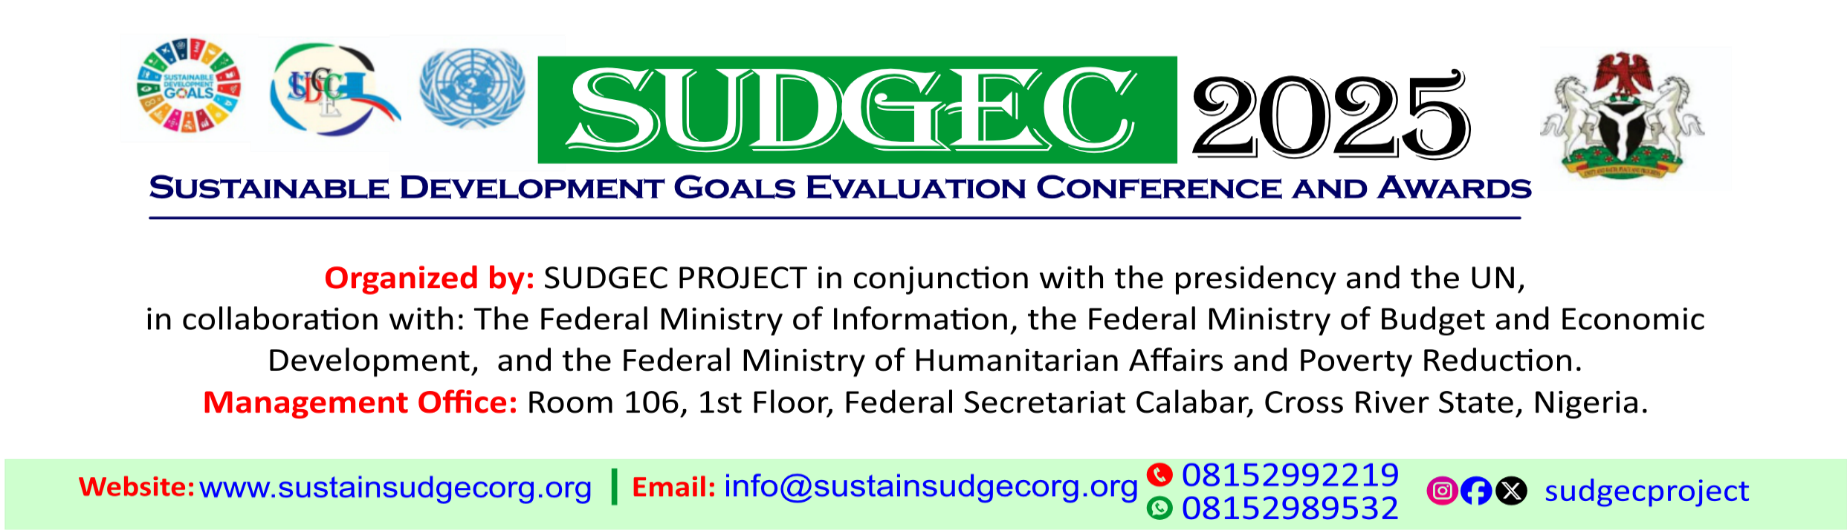 SUSTAINABLE
DEVELOPMENT
GOALS
SUDGEC 2025
SUSTAINABLE DEVELOPMENT GOALS EVALUATION CONFERENCE AND AWARDS
Organized by: SUDGEC PROJECT in conjunction with the presidency and the UN,
in collaboration with: The Federal Ministry of Information, the Federal Ministry of Budget and Economic
Development, and the Federal Ministry of Humanitarian Affairs and Poverty Reduction.
Management Office: Room 106, 1st Floor, Federal Secretariat Calabar, Cross River State, Nigeria.
Website: www.sustainsudgecorg.org | Email: info@sustainsudgecorg.org
08152992219
08152989532
sudgecproject